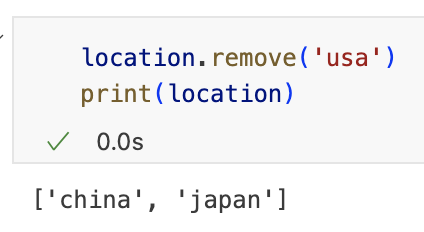 location.remove('usa')
print(location)
0.0s
['china', 'japan']